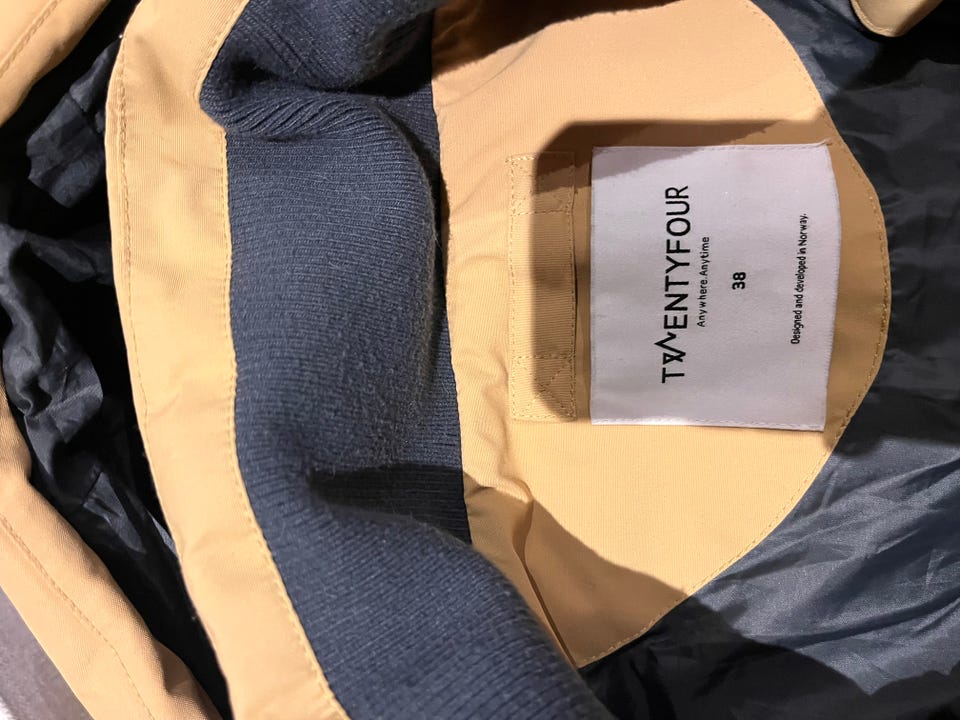 TWENTYFOUR
Anywhere.Anytime
38
Designed and developed in Norway.